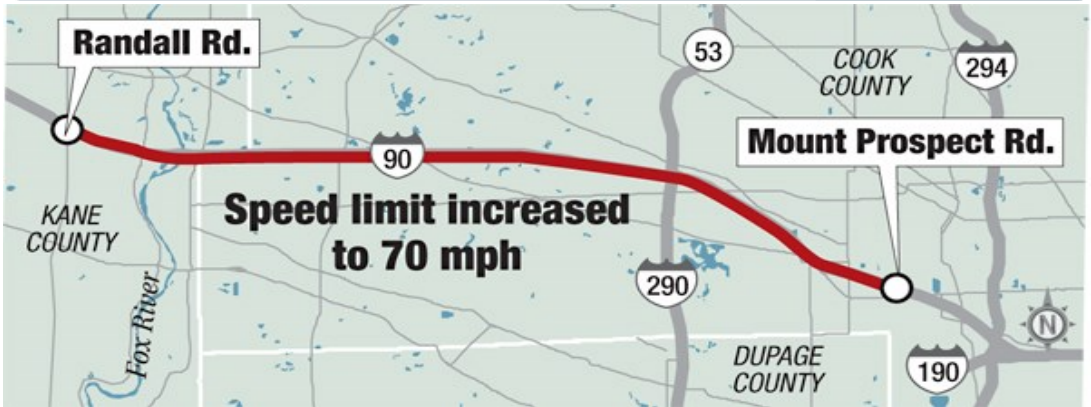 Randall Rd.
53
COOK
COUNTY
294
Mount Prospect Rd.
90
KANE
COUNTY
Speed limit increased
to 70 mph
290
Fox River
N
DUPAGE
COUNTY
190